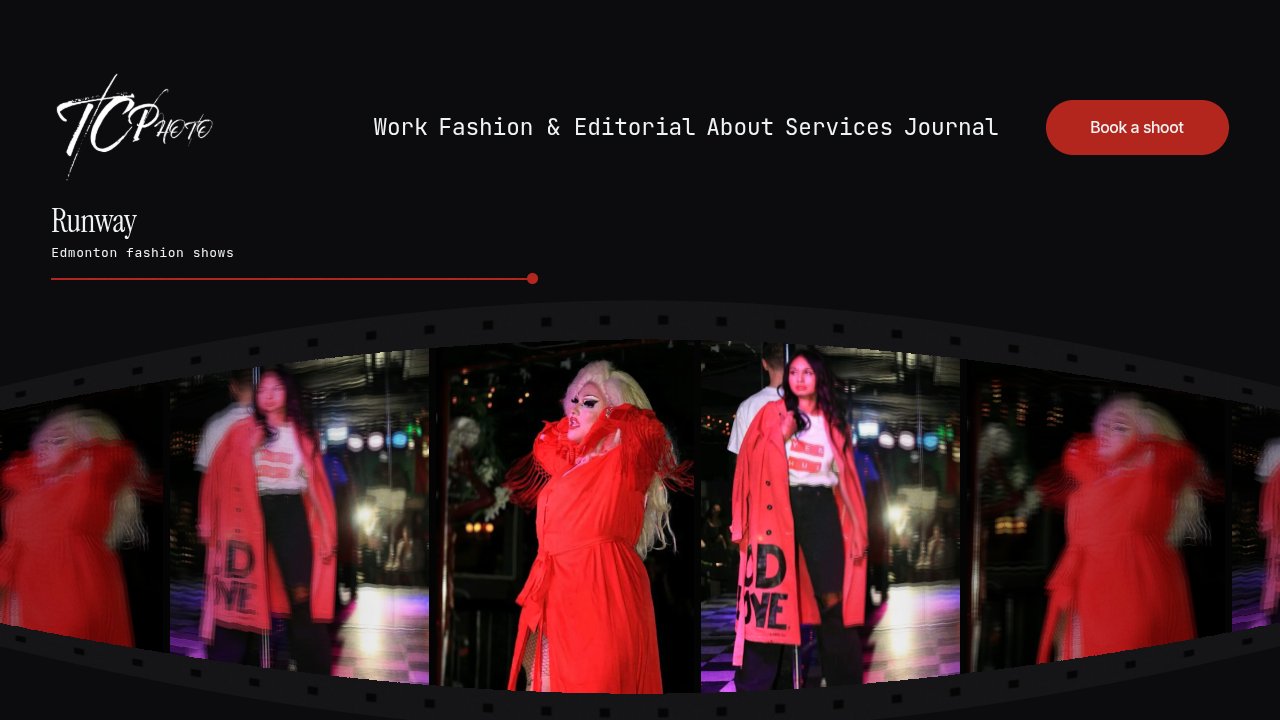 TCPHOTO
Work Fashion & Editorial About Services Journal
Book a shoot
Runway
Edmonton fashion shows